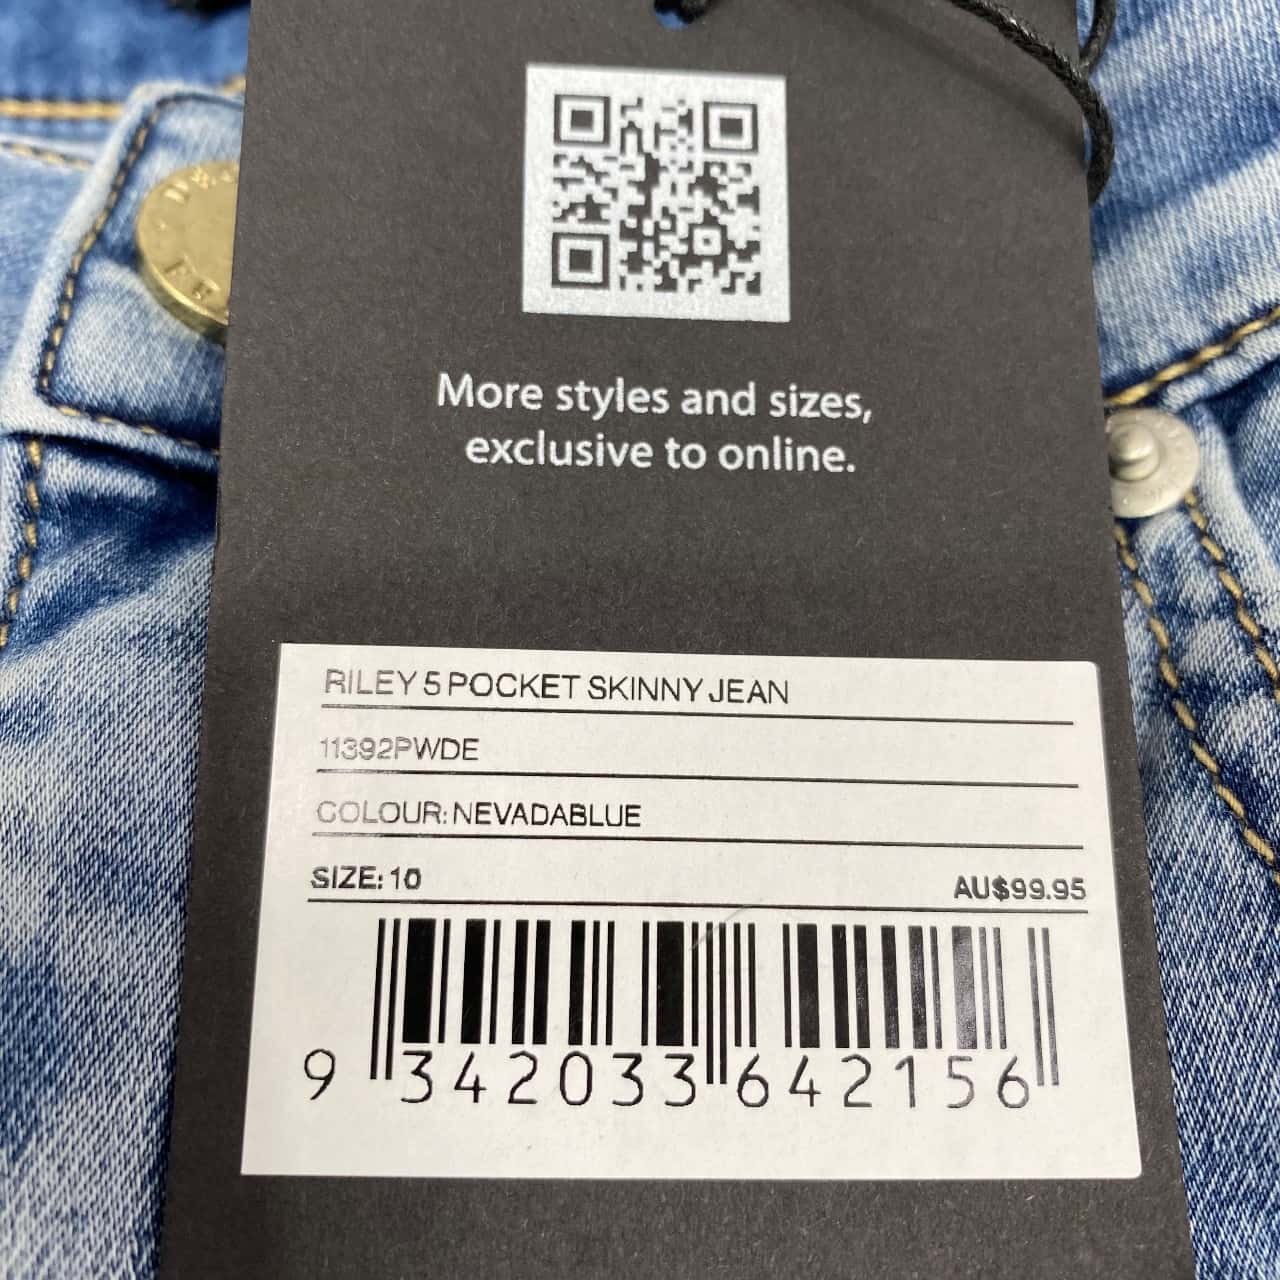 More styles and sizes,
exclusive to online.
RILEY 5 POCKET SKINNY JEAN
11392PWDE
COLOUR: NEVADABLUE
SIZE: 10 AU$99.95
9 342033 642156